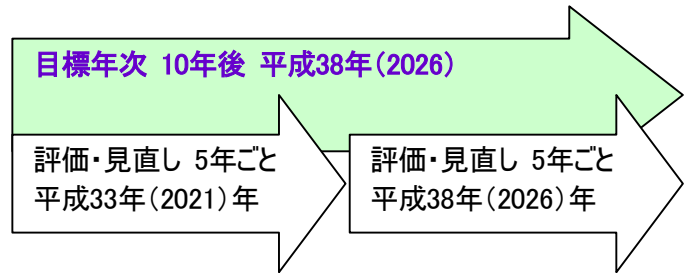 目標年次 10年後 平成38年(2026)
評価・見直し 5年ごと
平成33年(2021)年
評価・見直し 5年ごと
平成38年(2026)年